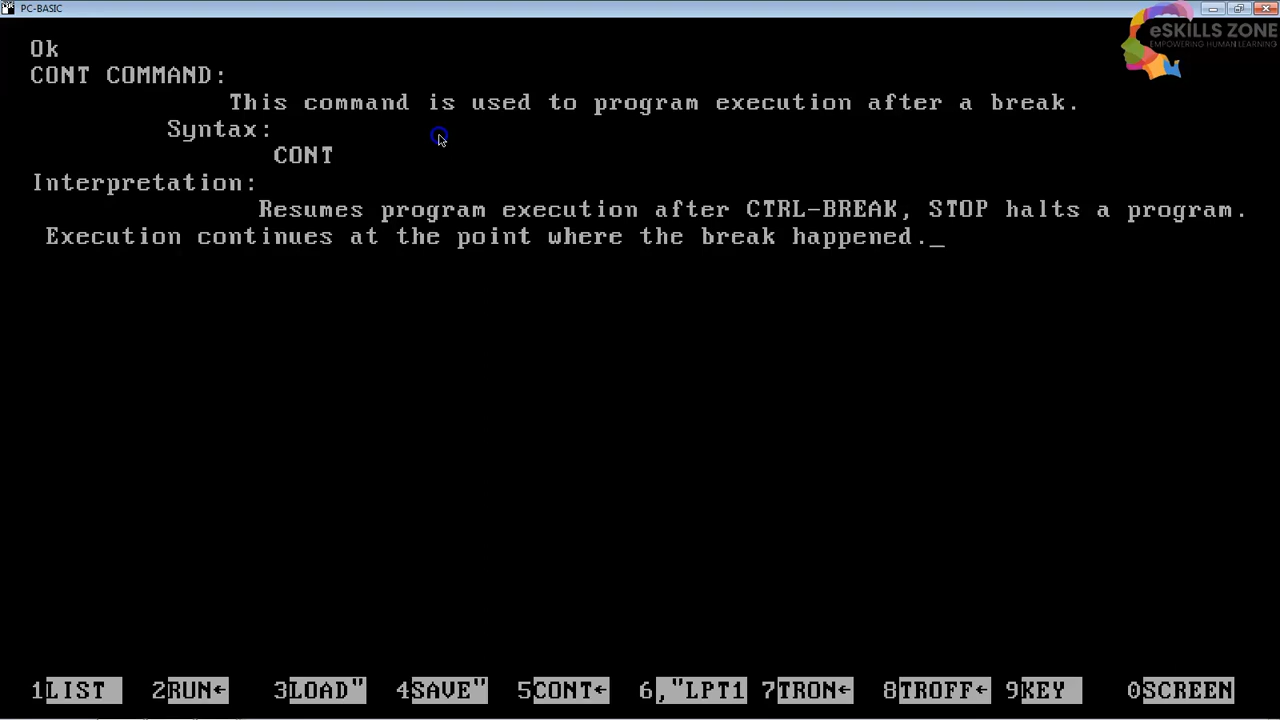 PC-BASIC
eSKILLS ZONE
EMPOWERING HUMAN LEARNING
Ok
CONT COMMAND:
This command is used to program execution after a break.
Syntax:
CONT
Interpretation:
Resumes program execution after CTRL-BREAK, STOP halts a program.
Execution continues at the point where the break happened._
1LIST 2RUN← 3LOAD" 4SAVE" 5CONT← 6,"LPT1 7TRON← 8TROFF← 9KEY 0SCREEN